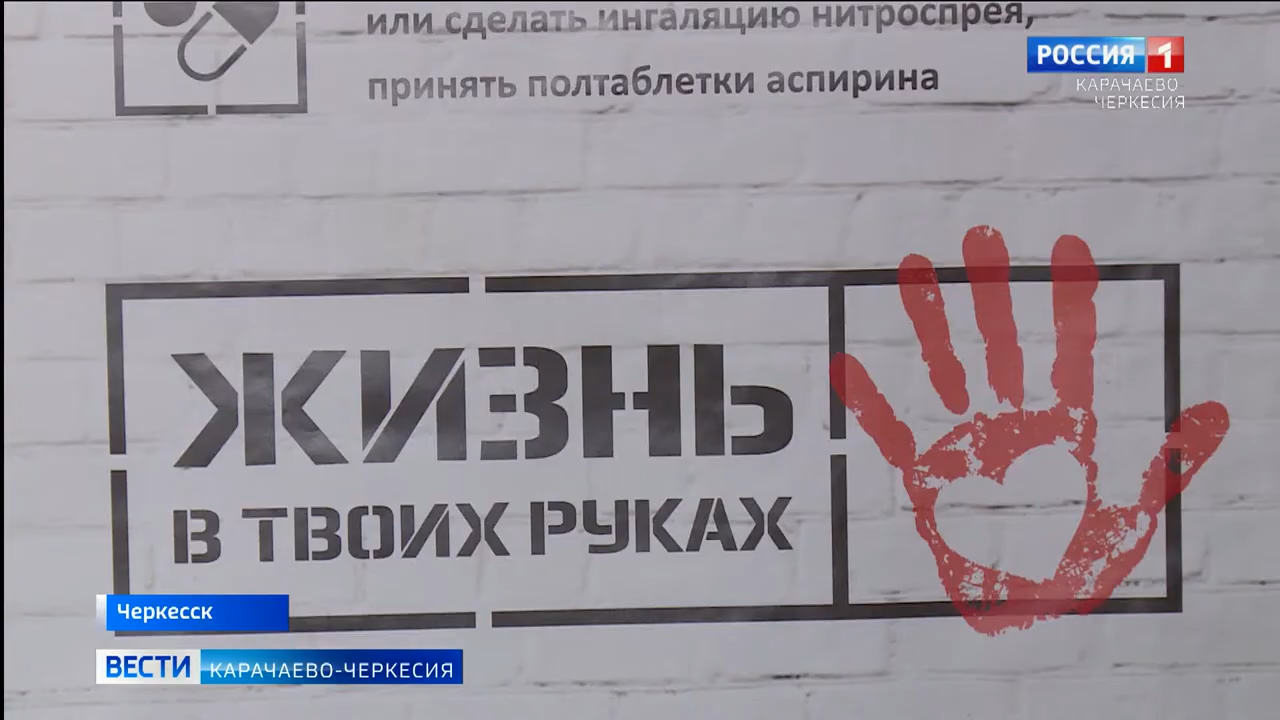 или сделать ингаляцию нитроспрея,
принять полтаблетки аспирина
РОССИЯ 1
КАРАЧАЕВО-
ЧЕРКЕСИЯ
ЖИЗНЬ
В ТВОИХ РУКАХ
Черкесск
ВЕСТИ КАРАЧАЕВО-ЧЕРКЕСИЯ